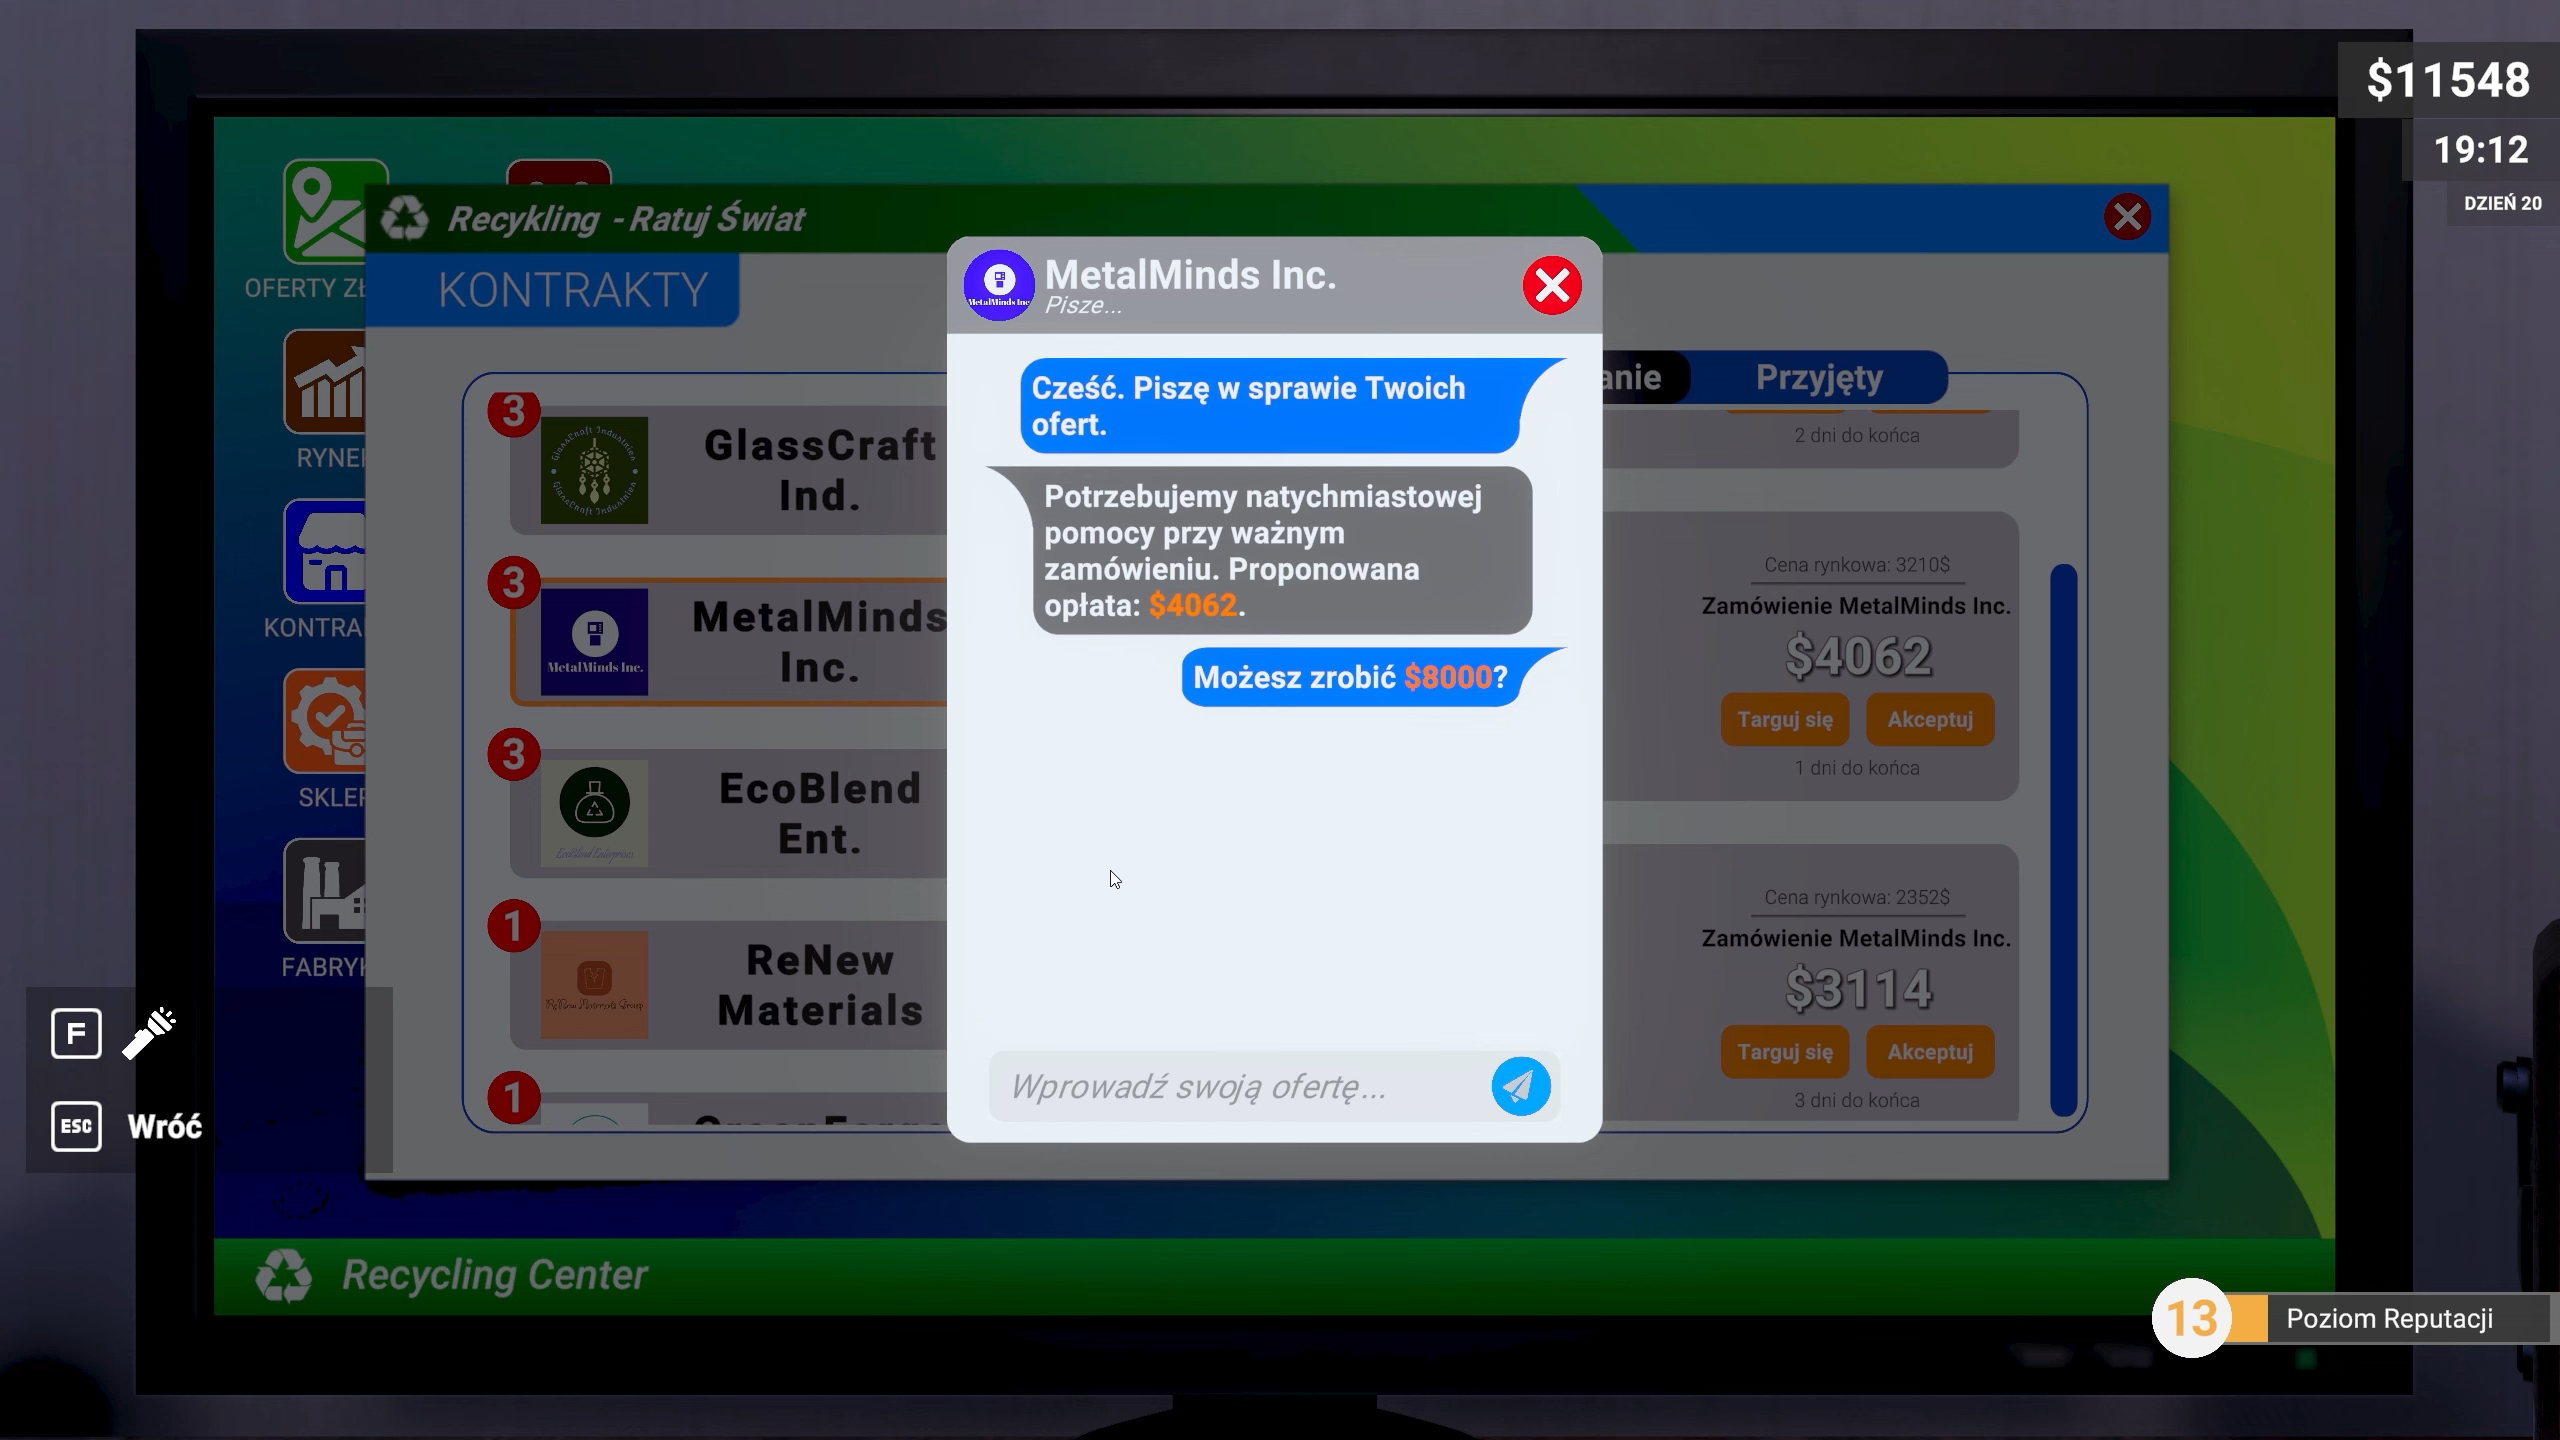 $11548
19:12
DZIEŃ 20
Recykling - Ratuj Świat
KONTRAKTY
OFERTY
RYNE
KONTRA
SKLE
FABRY
3
GlassCraft
Ind.
3
MetalMinds
Inc.
MetalMinds Inc.
3
EcoBlend
Ent.
1
ReNew
Materials
1
MetalMinds Inc.
Pisze...
Cześć. Piszę w sprawie Twoich
ofert.
Potrzebujemy natychmiastowej
pomocy przy ważnym
zamówieniu. Proponowana
opłata: $4062.
Możesz zrobić $8000?
Wprowadź swoją ofertę...
anie
Przyjęty
2 dni do końca
Cena rynkowa: 3210$
Zamówienie MetalMinds Inc.
$4062
Targuj się
Akceptuj
1 dni do końca
Cena rynkowa: 2352$
Zamówienie MetalMinds Inc.
$3114
Targuj się
Akceptuj
3 dni do końca
F
ESC
Wróć
Recycling Center
13
Poziom Reputacji